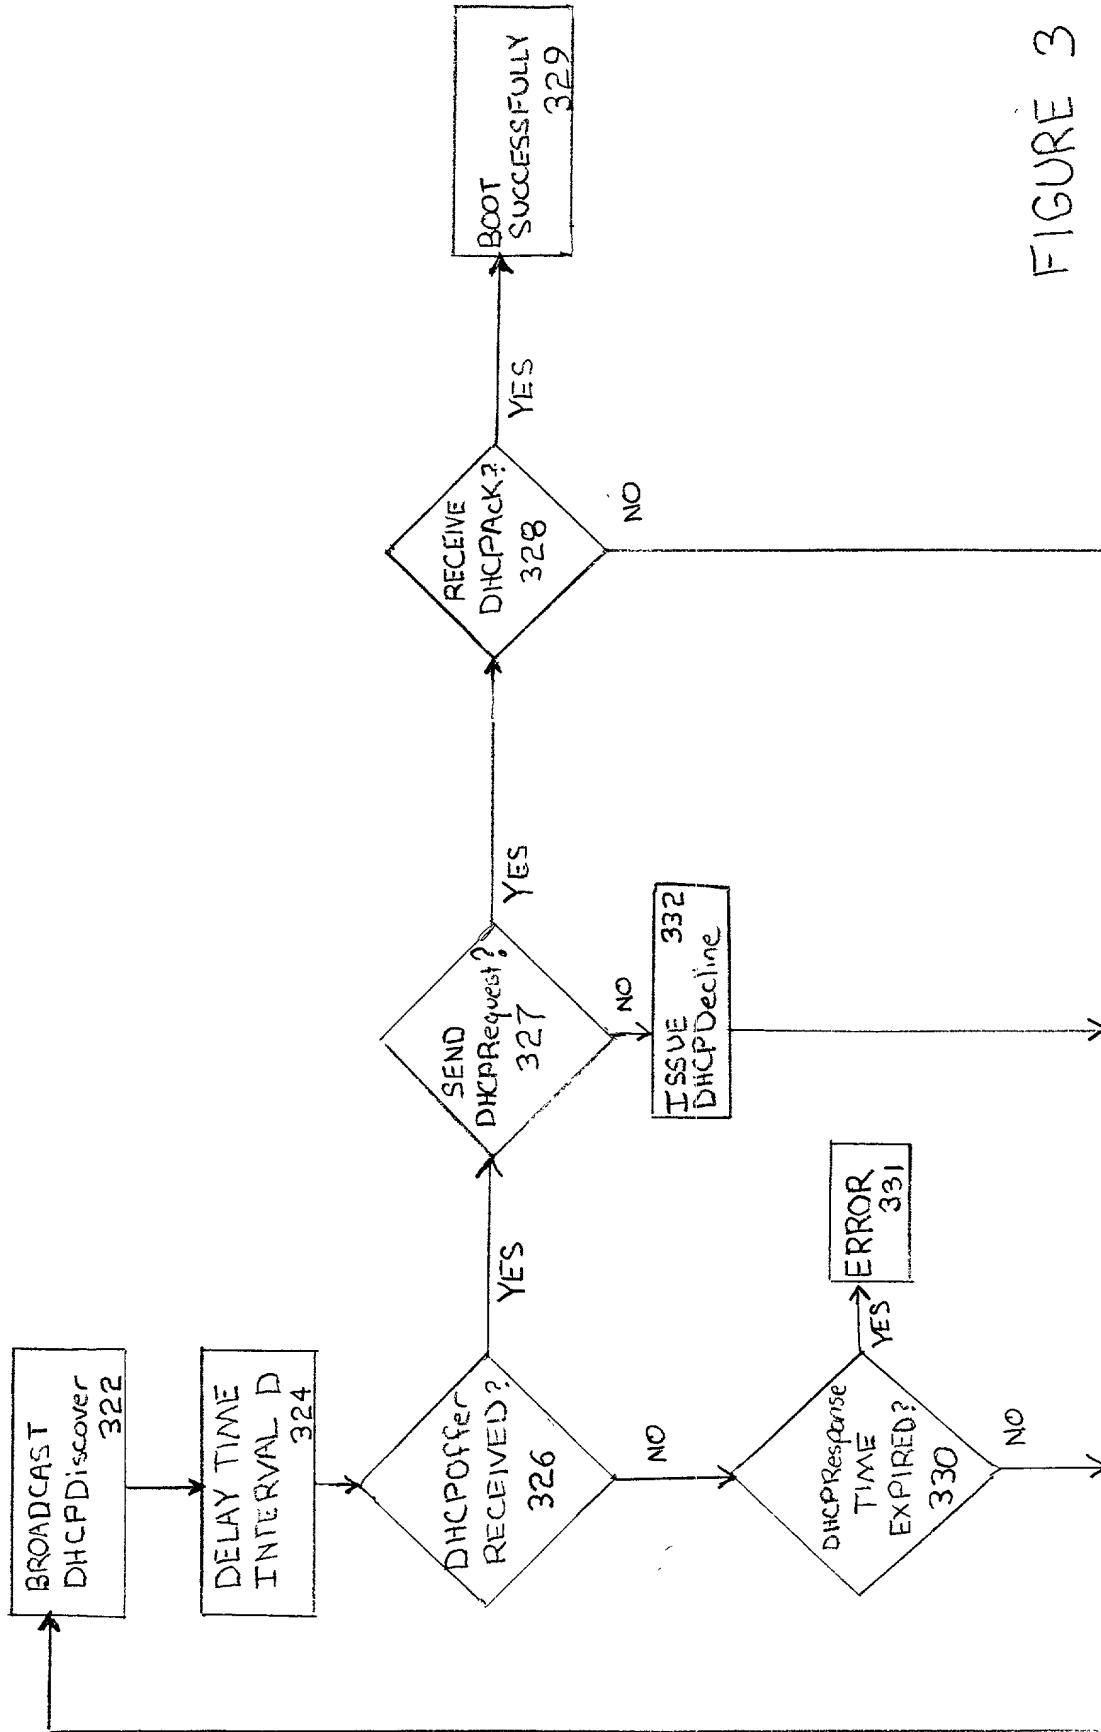 BROADCAST
DHCPDiscover
322
DELAY TIME
INTERVAL D
324
DHCPOffer
RECEIVED?
326
YES
NO
SEND
DHCPRequest?
327
YES
NO
RECEIVE
DHCPAcK?
328
YES
NO
BOOT
SUCCESSFULLY
329
ISSUE 332
DHCPDecline
DHCPResponse
TIME
EXPIRED?
330
YES
NO
ERROR
331
FIGURE 3